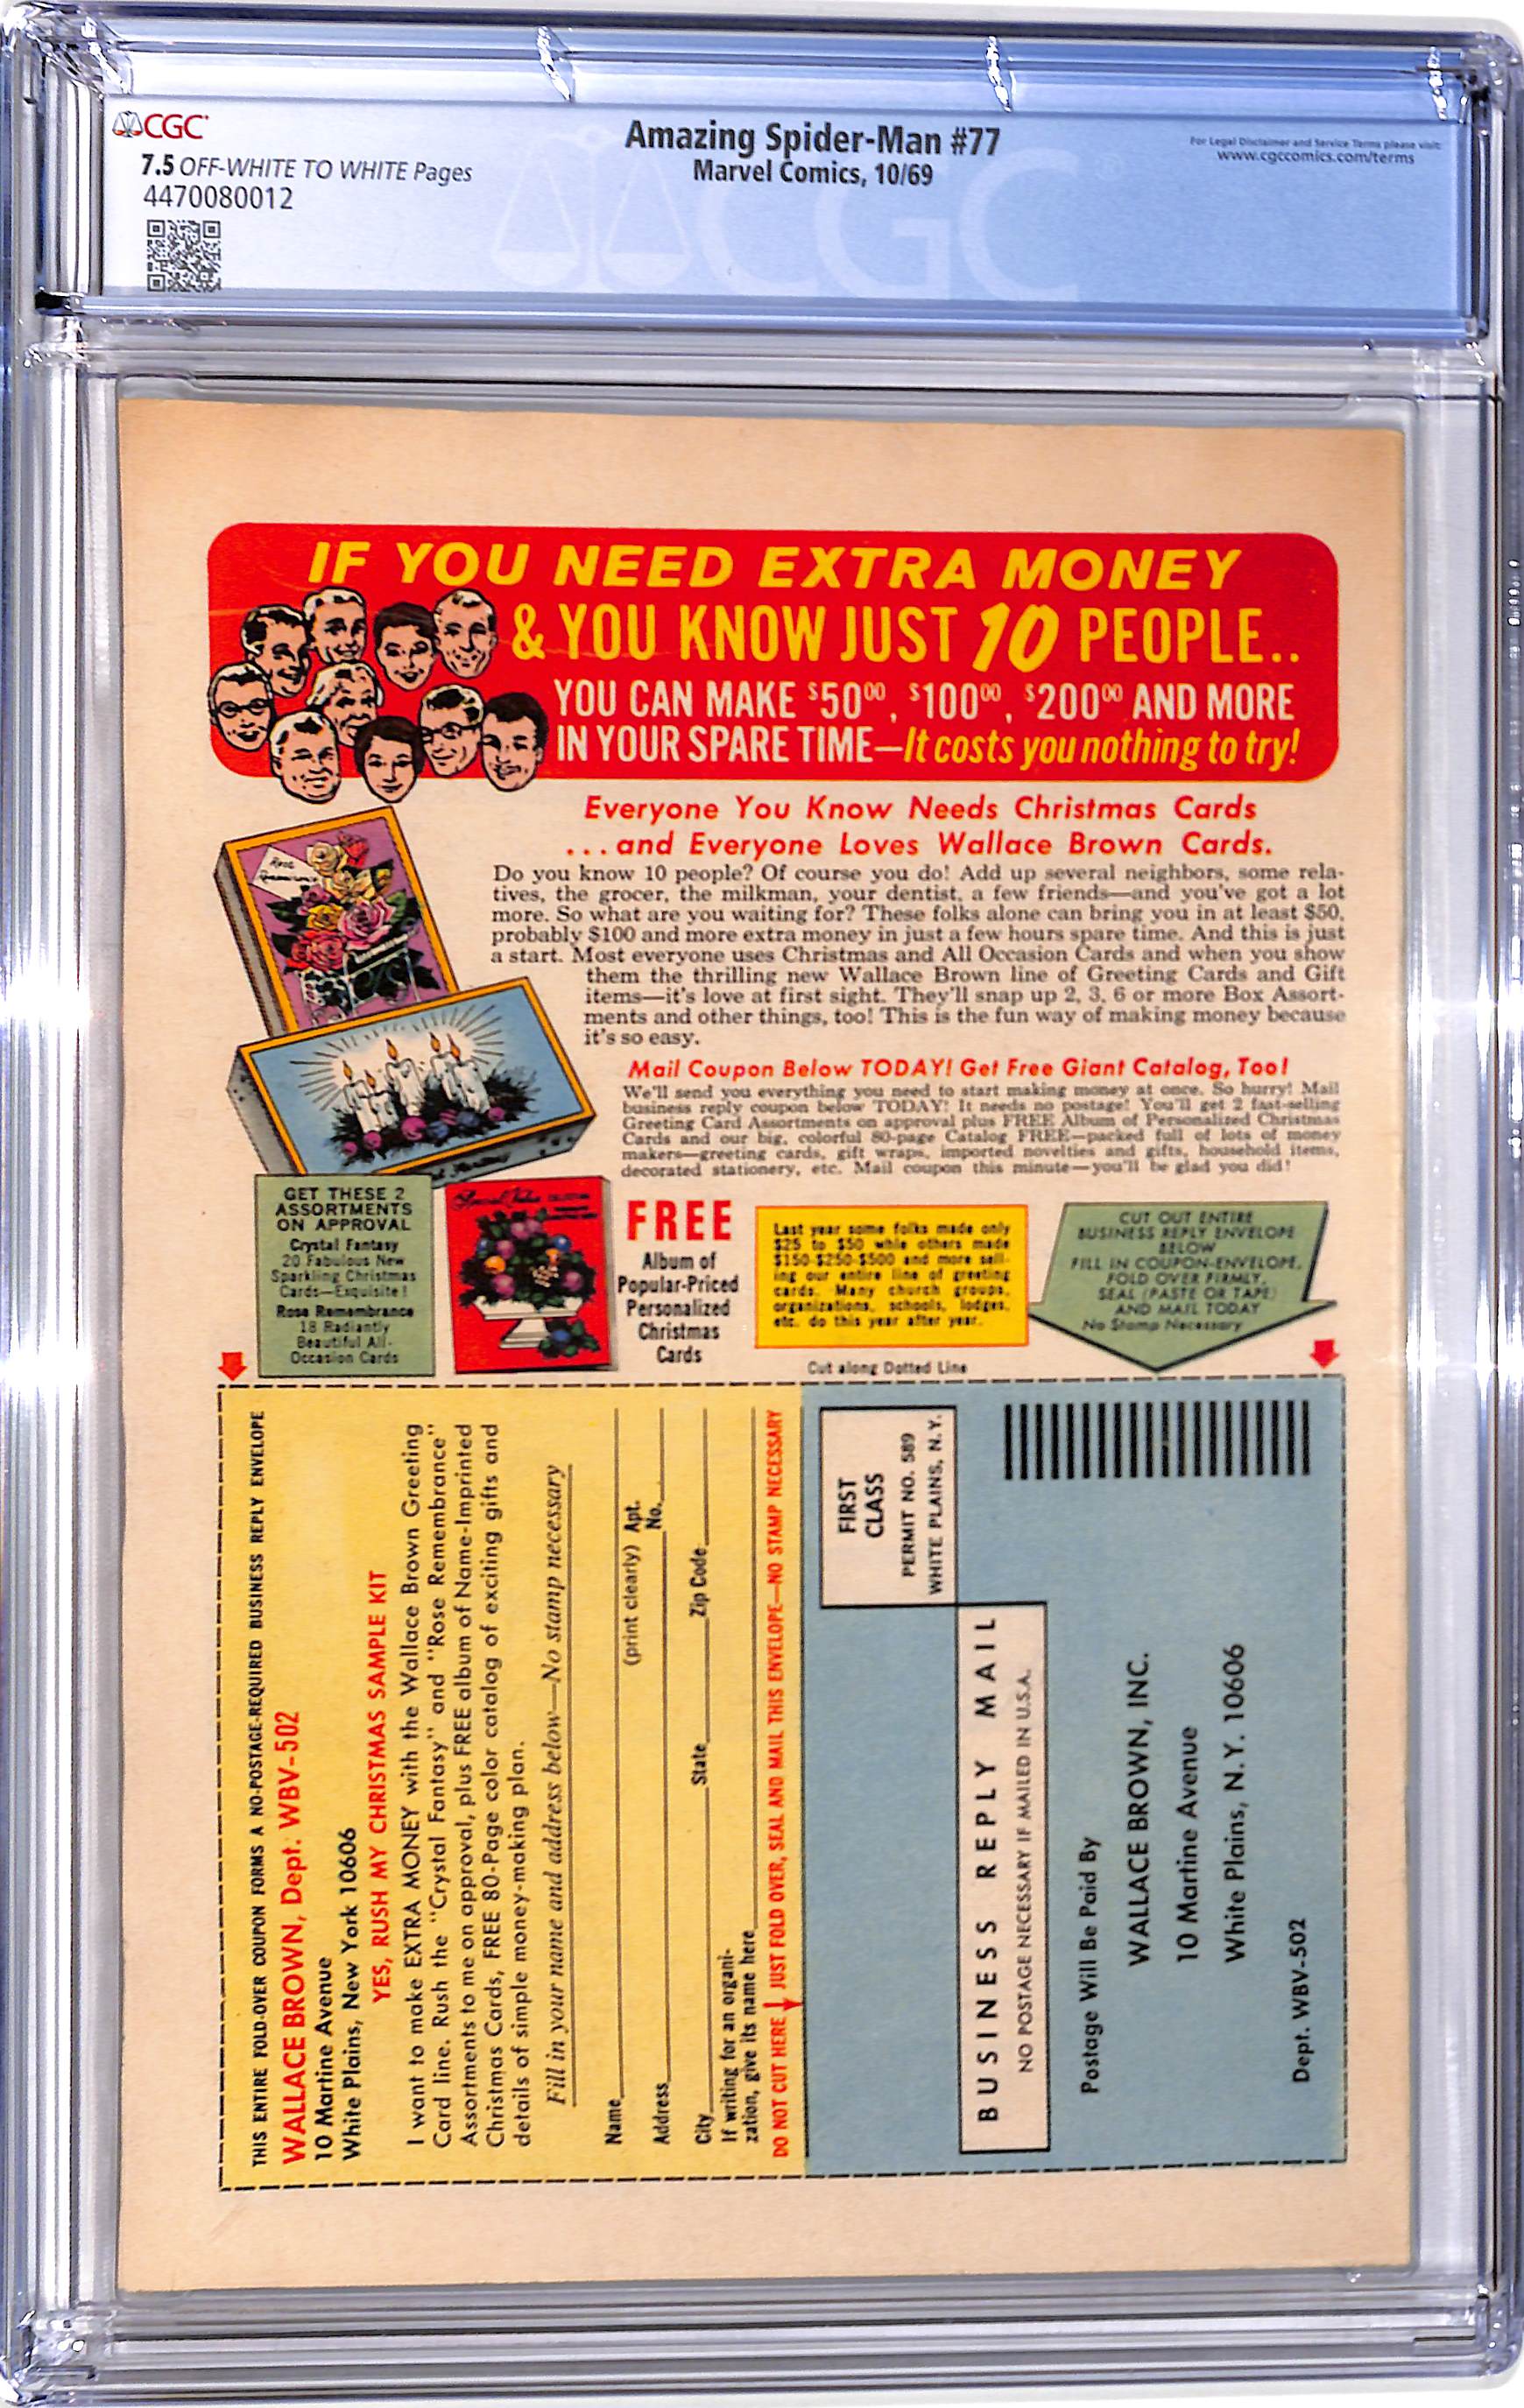 CGC
7.5 OFF-WHITE TO WHITE Pages
4470080012
Amazing Spider-Man #77
Marvel Comics, 10/69
For Legal Disclaimer and Service Terms please visit:
www.cgccomics.com/terms
CGC
IF YOU NEED EXTRA MONEY
& YOU KNOW JUST 10 PEOPLE..
YOU CAN MAKE $50⁰⁰, $100⁰⁰, $200⁰⁰ AND MORE
IN YOUR SPARE TIME—It costs you nothing to try!
Everyone You Know Needs Christmas Cards
...and Everyone Loves Wallace Brown Cards.
Do you know 10 people? Of course you do! Add up several neighbors, some rela-
tives, the grocer, the milkman, your dentist, a few friends—and you've got a lot
more. So what are you waiting for? These folks alone can bring you in at least $50,
probably $100 and more extra money in just a few hours spare time. And this is just
a start. Most everyone uses Christmas and All Occasion Cards and when you show
them the thrilling new Wallace Brown line of Greeting Cards and Gift
items—it's love at first sight. They'll snap up 2, 3, 6 or more Box Assort-
ments and other things, too! This is the fun way of making money because
it's so easy.
Mail Coupon Below TODAY! Get Free Giant Catalog, Too!
We'll send you everything you need to start making money at once. So hurry! Mail
business reply coupon below TODAY! It needs no postage! You'll get 2 fast-selling
Greeting Card Assortments on approval plus FREE Album of Personalized Christmas
Cards and our big, colorful 80-page Catalog FREE—packed full of lots of money
makers—greeting cards, gift wraps, imported novelties and gifts, household items,
decorated stationery, etc. Mail coupon this minute—you'll be glad you did!
Rose
Remembrance
GET THESE 2
ASSORTMENTS
ON APPROVAL
Crystal Fantasy
20 Fabulous New
Sparkling Christmas
Cards—Exquisite!
Rose Remembrance
18 Radiantly
Beautiful All-
Occasion Cards
FREE
Album of
Popular-Priced
Personalized
Christmas
Cards
Last year some folks made only
$25 to $50 while others made
$150-$250-$500 and more sell-
ing our entire line of greeting
cards. Many church groups,
organizations, schools, lodges,
etc. do this year after year.
CUT OUT ENTIRE
BUSINESS REPLY ENVELOPE
BELOW
FILL IN COUPON-ENVELOPE,
FOLD OVER FIRMLY,
SEAL (PASTE OR TAPE)
AND MAIL TODAY
No Stamp Necessary
Cut along Dotted Line
THIS ENTIRE FOLD-OVER COUPON FORMS A NO-POSTAGE-REQUIRED BUSINESS REPLY ENVELOPE
WALLACE BROWN, Dept. WBV-502
10 Martine Avenue
White Plains, New York 10606
YES, RUSH MY CHRISTMAS SAMPLE KIT
I want to make EXTRA MONEY with the Wallace Brown Greeting
Card line. Rush the "Crystal Fantasy" and "Rose Remembrance"
Assortments to me on approval, plus FREE album of Name-Imprinted
Christmas Cards, FREE 80-Page color catalog of exciting gifts and
details of simple money-making plan.
Fill in your name and address below—No stamp necessary
Name
(print clearly)
Address Apt. No.
City State Zip Code
If writing for an organi-
zation, give its name here
DO NOT CUT HERE JUST FOLD OVER, SEAL AND MAIL THIS ENVELOPE—NO STAMP NECESSARY
FIRST
CLASS
PERMIT NO. 589
WHITE PLAINS, N.Y.
BUSINESS REPLY MAIL
NO POSTAGE NECESSARY IF MAILED IN U.S.A.
Postage Will Be Paid By
WALLACE BROWN, INC.
10 Martine Avenue
White Plains, N.Y. 10606
Dept. WBV-502